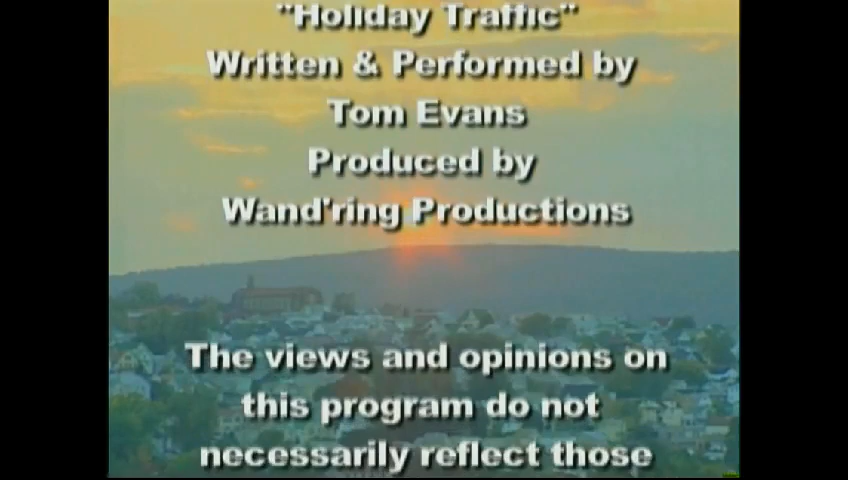 "Holiday Traffic"
Written & Performed by
Tom Evans
Produced by
Wand'ring Productions
The views and opinions on
this program do not
necessarily reflect those